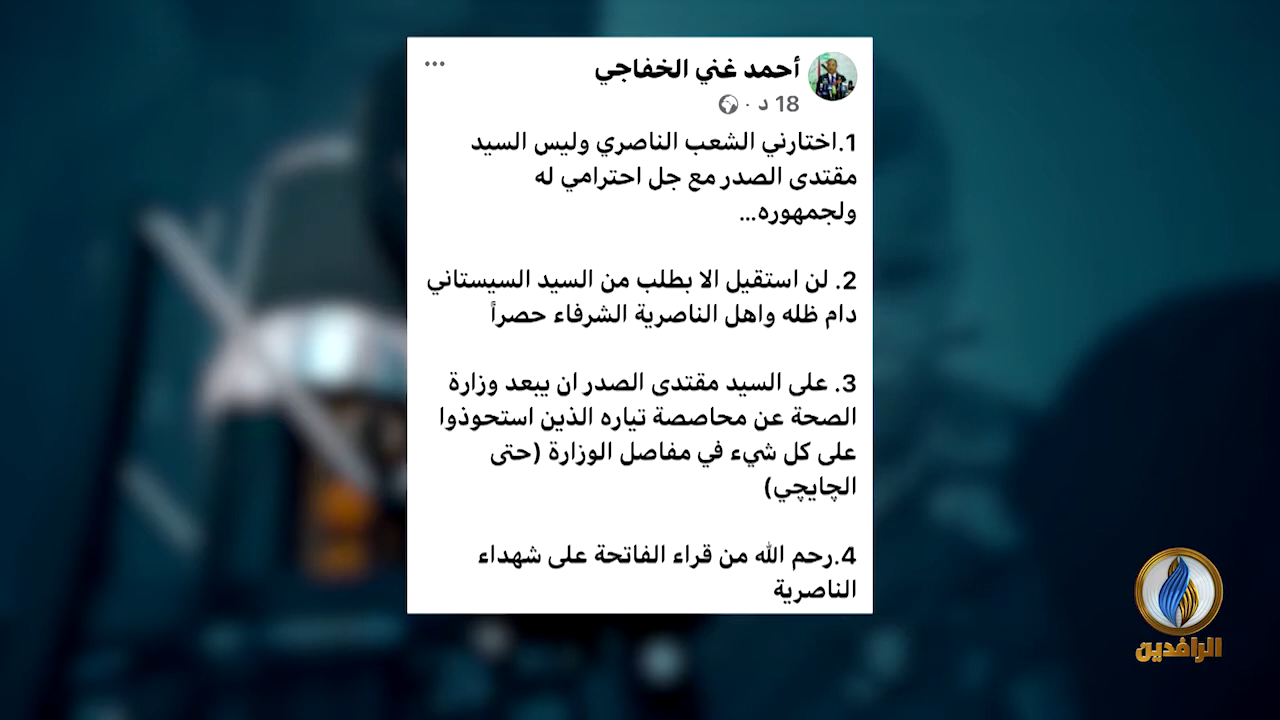 أحمد غني الخفاجي
18 د ·
1.اختارني الشعب الناصري وليس السيد
مقتدى الصدر مع جل احترامي له
ولجمهوره...
2. لن استقيل الا بطلب من السيد السيستاني
دام ظله واهل الناصرية الشرفاء حصراً
3. على السيد مقتدى الصدر ان يبعد وزارة
الصحة عن محاصصة تياره الذين استحوذوا
على كل شيء في مفاصل الوزارة (حتى
الچايچي)
4.رحم الله من قراء الفاتحة على شهداء
الناصرية
الرافدين